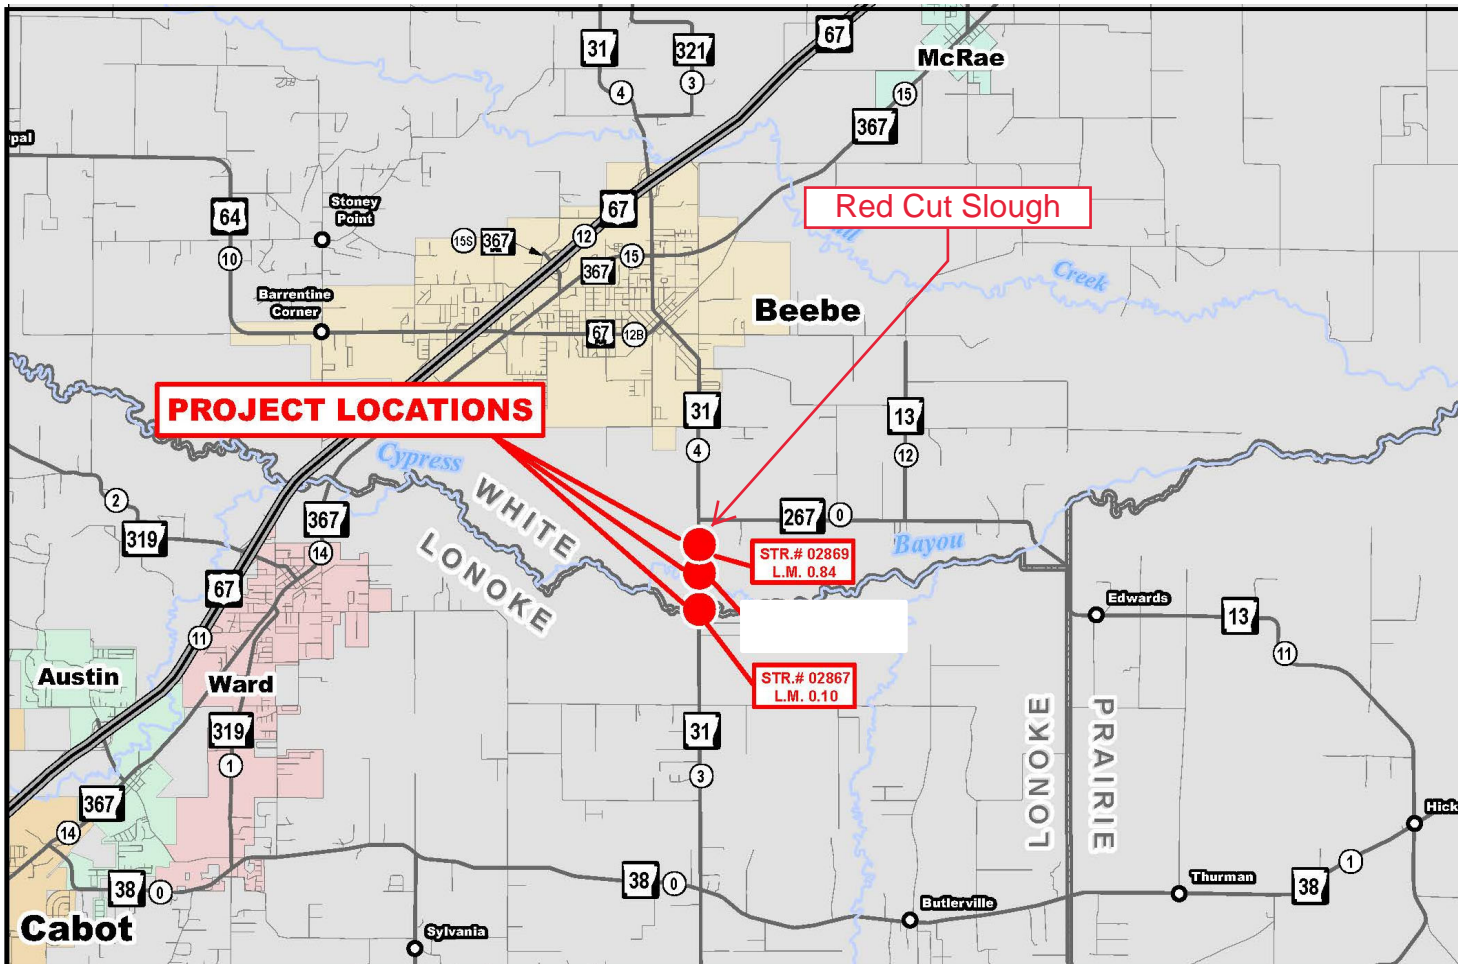 31
321
67
McRae
4
3
15
367
Red Cut Slough
Stoney
Point
64
67
15S
367
12
10
15
367
Creek
Barrentine
Corner
Beebe
67
12B
PROJECT LOCATIONS
31
13
Cypress
4
12
WHITE
2
367
267
0
319
14
LONOKE
Bayou
STR.# 02869
L.M. 0.84
67
Edwards
13
11
11
Austin
Ward
STR.# 02867
L.M. 0.10
319
31
LONOKE
PRAIRIE
1
3
367
14
Hick
1
38
0
38
0
Thurman
38
Butlerville
Cabot
Sylvania